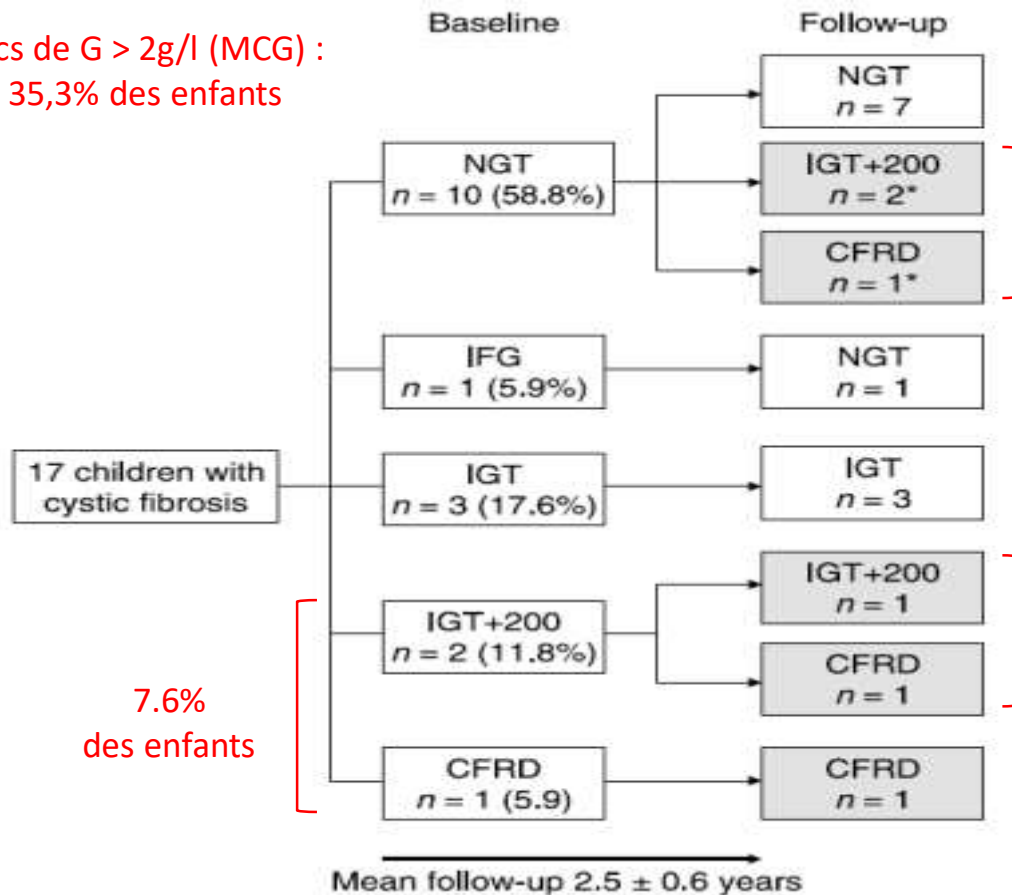 Baseline
Follow-up
cs de G > 2g/l (MCG) :
35,3% des enfants
NGT
n = 7
NGT
n = 10 (58.8%)
IGT+200
n = 2*
CFRD
n = 1*
IFG
n = 1 (5.9%)
NGT
n = 1
17 children with
cystic fibrosis
IGT
n = 3 (17.6%)
IGT
n = 3
IGT+200
n = 2 (11.8%)
IGT+200
n = 1
CFRD
n = 1
7.6%
des enfants
CFRD
n = 1 (5.9)
CFRD
n = 1
Mean follow-up 2.5 ± 0.6 years